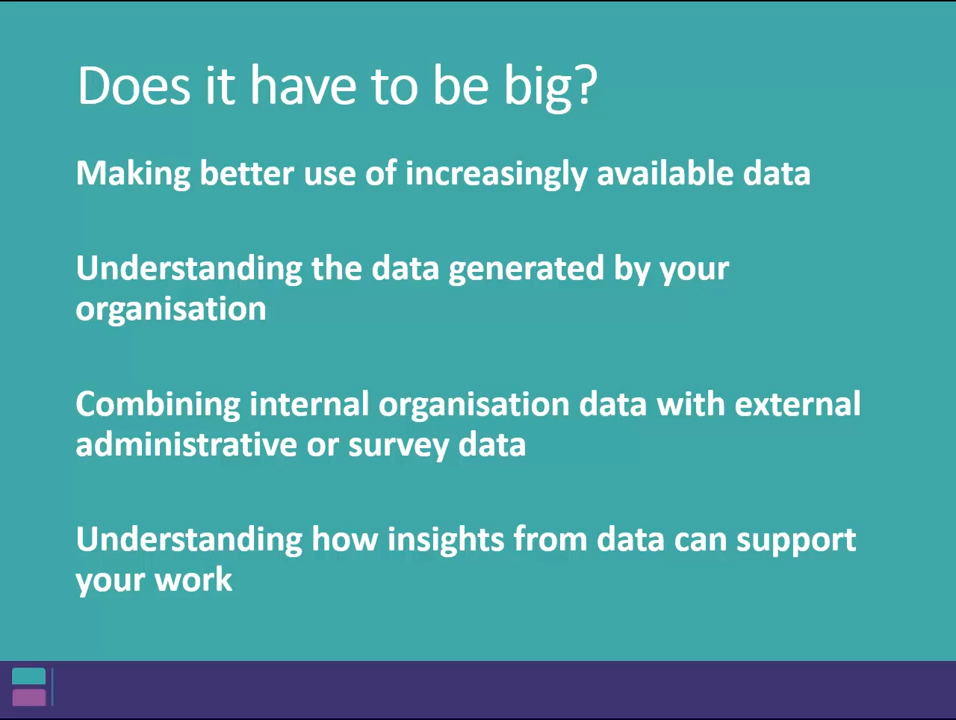 Does it have to be big?
Making better use of increasingly available data
Understanding the data generated by your
organisation
Combining internal organisation data with external
administrative or survey data
Understanding how insights from data can support
your work